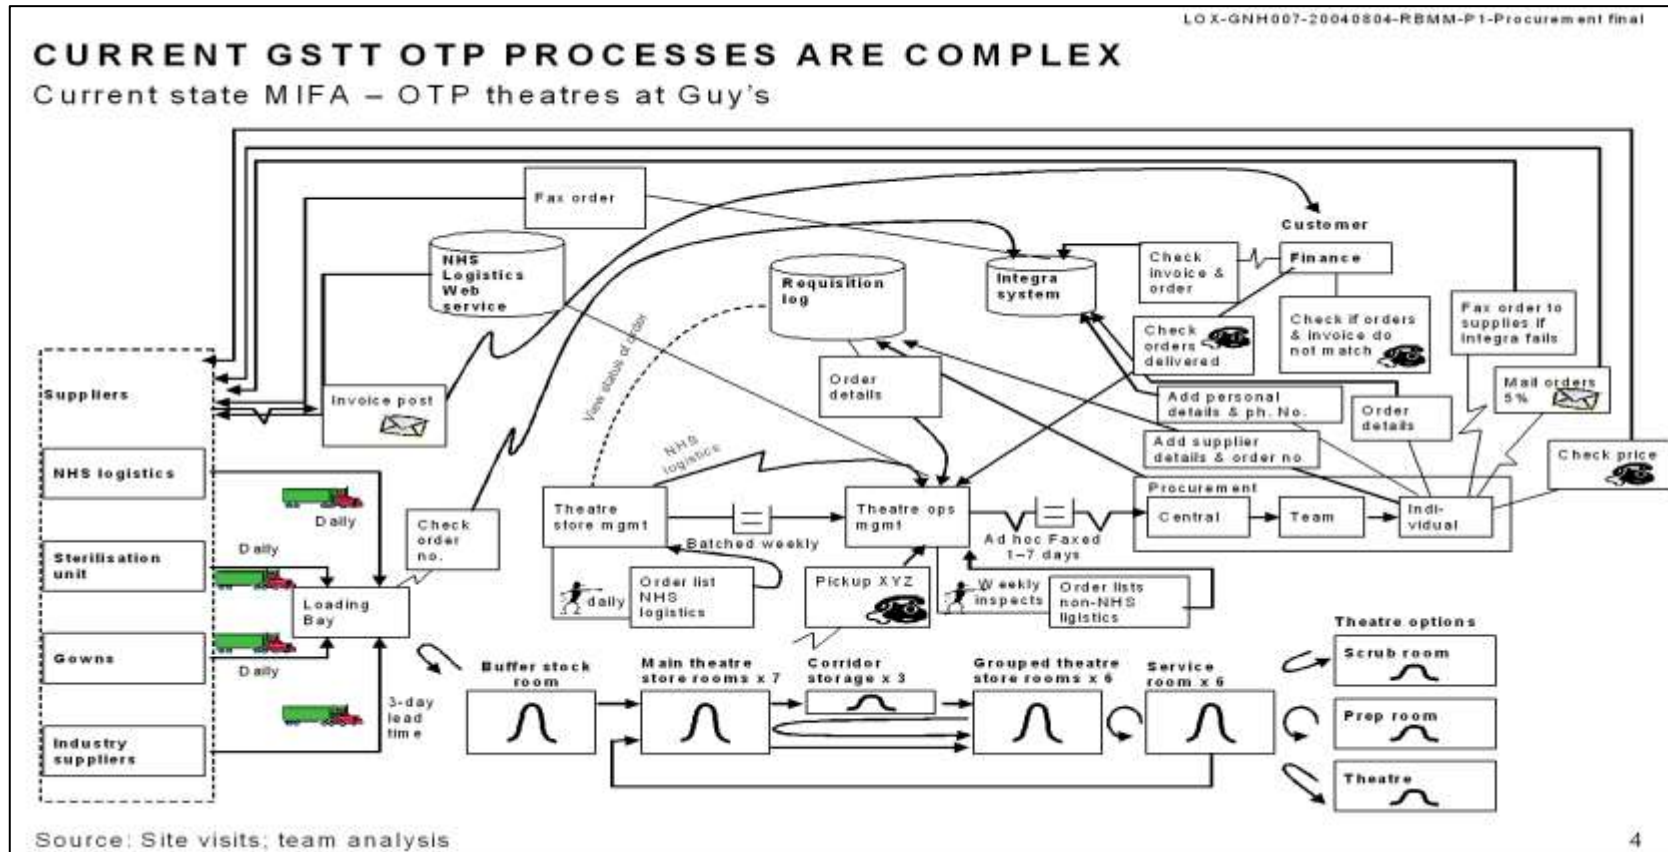 LOX-GNH007-20040804-RBMM-P1-Procurement final
CURRENT GSTT OTP PROCESSES ARE COMPLEX
Current state MIFA – OTP theatres at Guy's
Fax order
Customer
NHS
Logistics
Web
service
Requisition
log
Integra
system
Check
invoice &
order
Finance
View status of order
Check
orders
delivered
Check if orders
& invoice do
not match
Fax order to
supplies if
Integra fails
Suppliers
Invoice post
Order
details
Add personal
details & ph. No.
Order
details
Mail orders
5%
NHS
logistics
Add supplier
details & order no.
Check price
NHS logistics
Daily
Check
order
no.
Theatre
store mgmt
Batched weekly
Theatre ops
mgmt
Ad hoc Faxed
1–7 days
Procurement
Central
Team
Indi-
vidual
Sterilisation
unit
Daily
Loading
Bay
daily
Order list
NHS
logistics
Pickup XYZ
Weekly
inspects
Order lists
non-NHS
ligistics
Gowns
Daily
3-day
lead
time
Industry
suppliers
Buffer stock
room
Main theatre
store rooms x 7
Corridor
storage x 3
Grouped theatre
store rooms x 6
Service
room x 6
Theatre options
Scrub room
Prep room
Theatre
Source: Site visits; team analysis
4